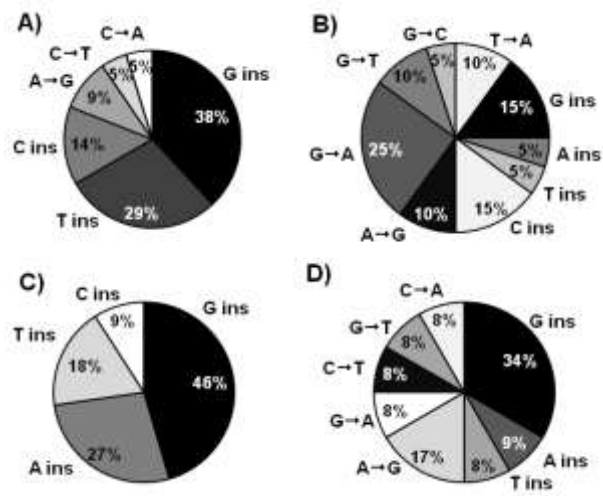 A)
C→A
C→T
5%
5%
A→G
9%
G ins
38%
C ins
14%
T ins
29%
B)
G→C
T→A
5%
10%
G→T
10%
G ins
15%
G→A
25%
A ins
5%
T ins
5%
A→G
10%
C ins
15%
C)
C ins
9%
G ins
46%
T ins
18%
A ins
27%
D)
C→A
8%
G ins
34%
G→T
8%
C→T
8%
G→A
8%
A→G
17%
T ins
8%
A ins
9%